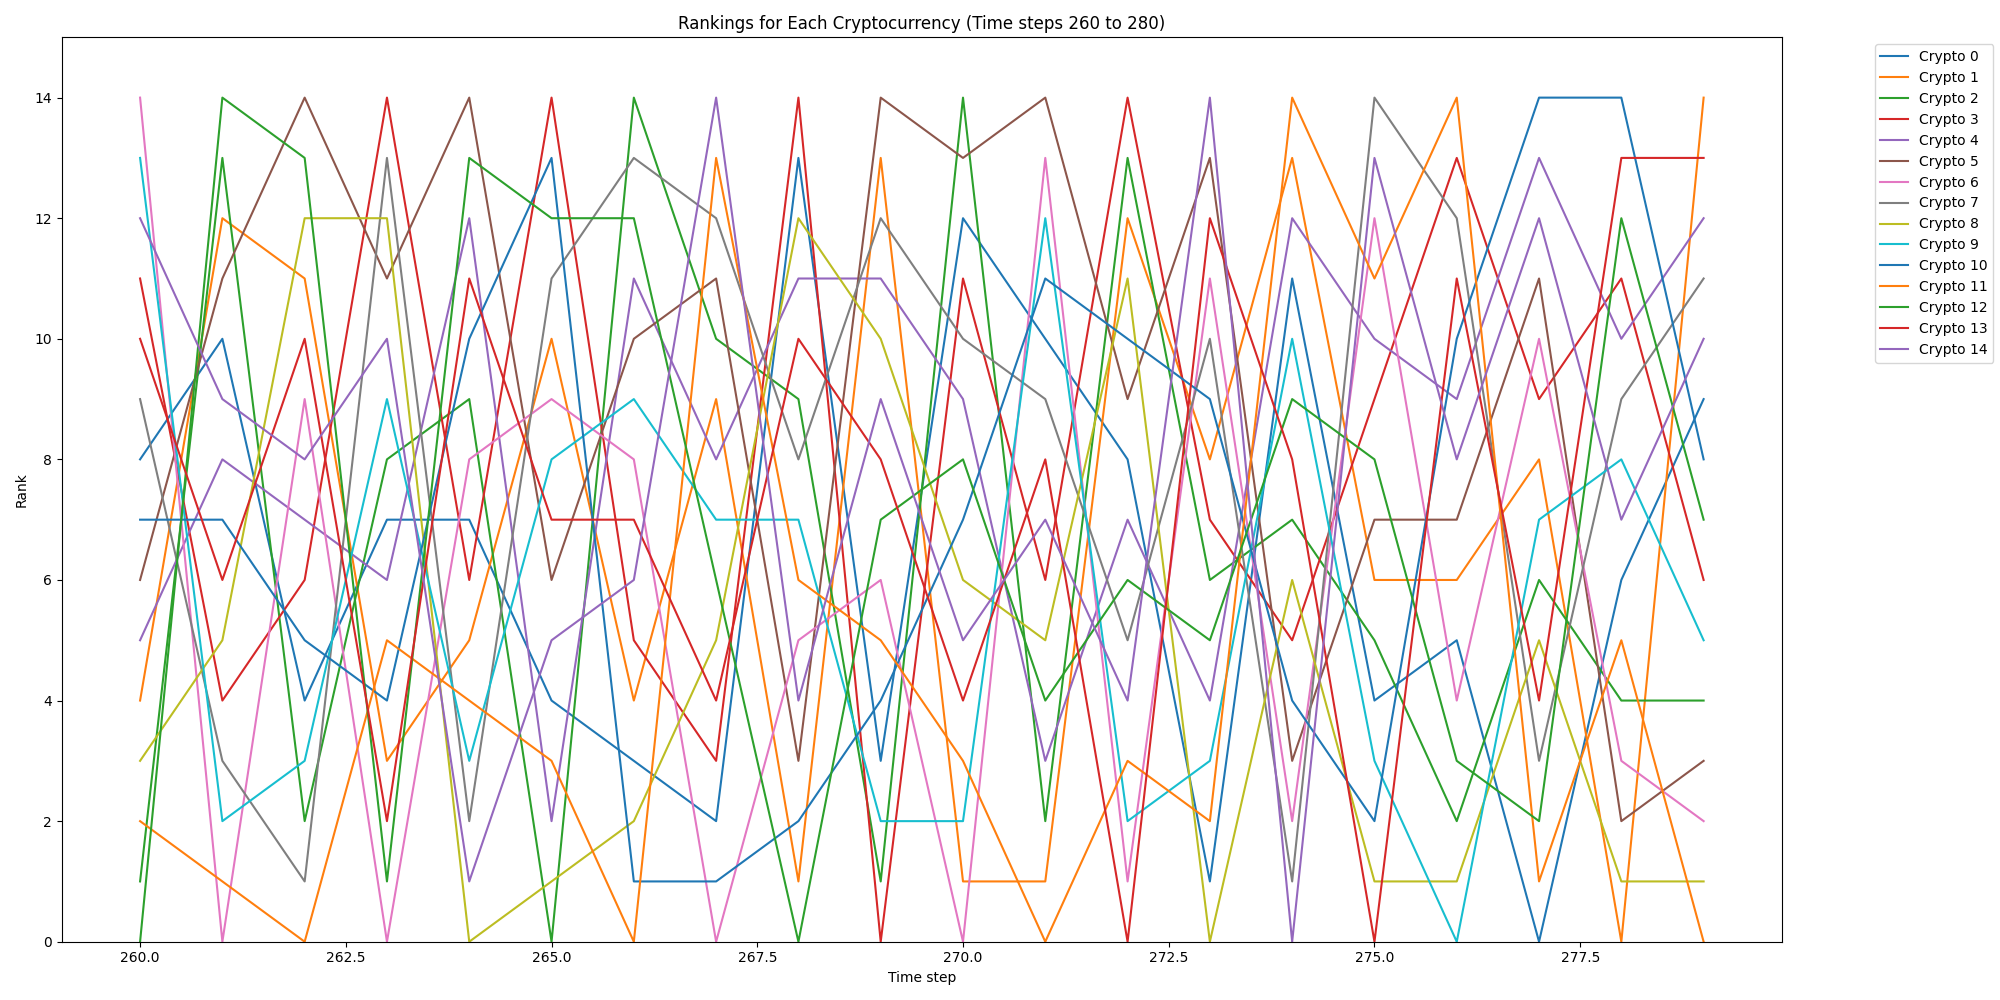 Rankings for Each Cryptocurrency (Time steps 260 to 280)
Rank
14
12
10
8
6
4
2
0
260.0
262.5
265.0
267.5
270.0
272.5
275.0
277.5
Time step
Crypto 0
Crypto 1
Crypto 2
Crypto 3
Crypto 4
Crypto 5
Crypto 6
Crypto 7
Crypto 8
Crypto 9
Crypto 10
Crypto 11
Crypto 12
Crypto 13
Crypto 14